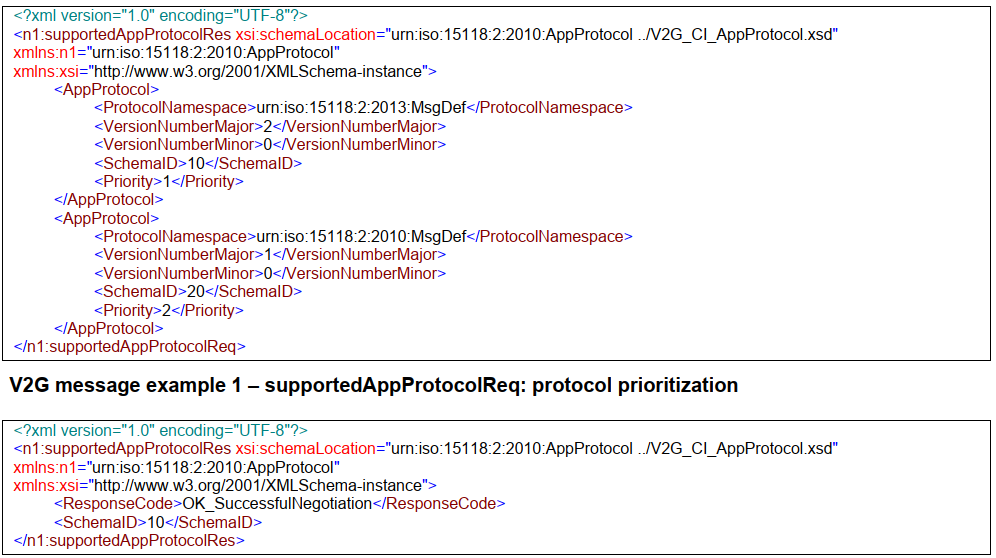 <?xml version="1.0" encoding="UTF-8"?>
<n1:supportedAppProtocolRes xsi:schemaLocation="urn:iso:15118:2:2010:AppProtocol ../V2G_CI_AppProtocol.xsd"
xmlns:n1="urn:iso:15118:2:2010:AppProtocol"
xmlns:xsi="http://www.w3.org/2001/XMLSchema-instance">
<AppProtocol>
<ProtocolNamespace>urn:iso:15118:2:2013:MsgDef</ProtocolNamespace>
<VersionNumberMajor>2</VersionNumberMajor>
<VersionNumberMinor>0</VersionNumberMinor>
<SchemaID>10</SchemaID>
<Priority>1</Priority>
</AppProtocol>
<AppProtocol>
<ProtocolNamespace>urn:iso:15118:2:2010:MsgDef</ProtocolNamespace>
<VersionNumberMajor>1</VersionNumberMajor>
<VersionNumberMinor>0</VersionNumberMinor>
<SchemaID>20</SchemaID>
<Priority>2</Priority>
</AppProtocol>
</n1:supportedAppProtocolReq>
V2G message example 1 – supportedAppProtocolReq: protocol prioritization
<?xml version="1.0" encoding="UTF-8"?>
<n1:supportedAppProtocolRes xsi:schemaLocation="urn:iso:15118:2:2010:AppProtocol ../V2G_CI_AppProtocol.xsd"
xmlns:n1="urn:iso:15118:2:2010:AppProtocol"
xmlns:xsi="http://www.w3.org/2001/XMLSchema-instance">
<ResponseCode>OK_SuccessfulNegotiation</ResponseCode>
<SchemaID>10</SchemaID>
</n1:supportedAppProtocolRes>